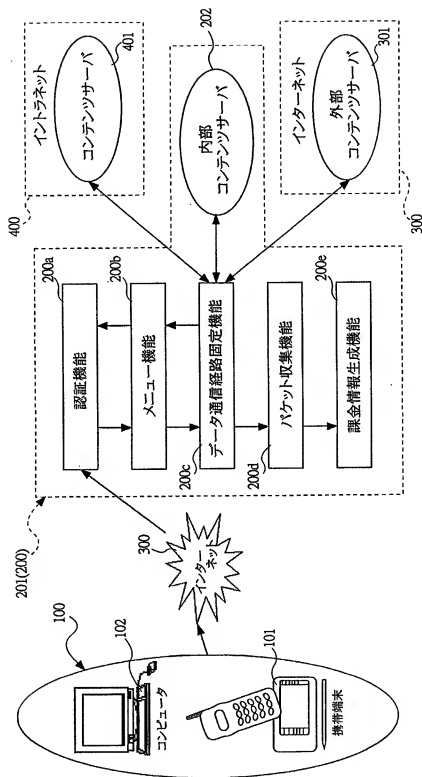 100
102
コンピュータ
101
携帯端末
300
インターネット
201(200)
200a
認証機能
200b
メニュー機能
200c
データ通信経路固定機能
200d
パケット収集機能
200e
課金情報生成機能
400
イントラネット
コンテンツサーバ
401
202
内部
コンテンツサーバ
インターネット
外部
コンテンツサーバ
301
300